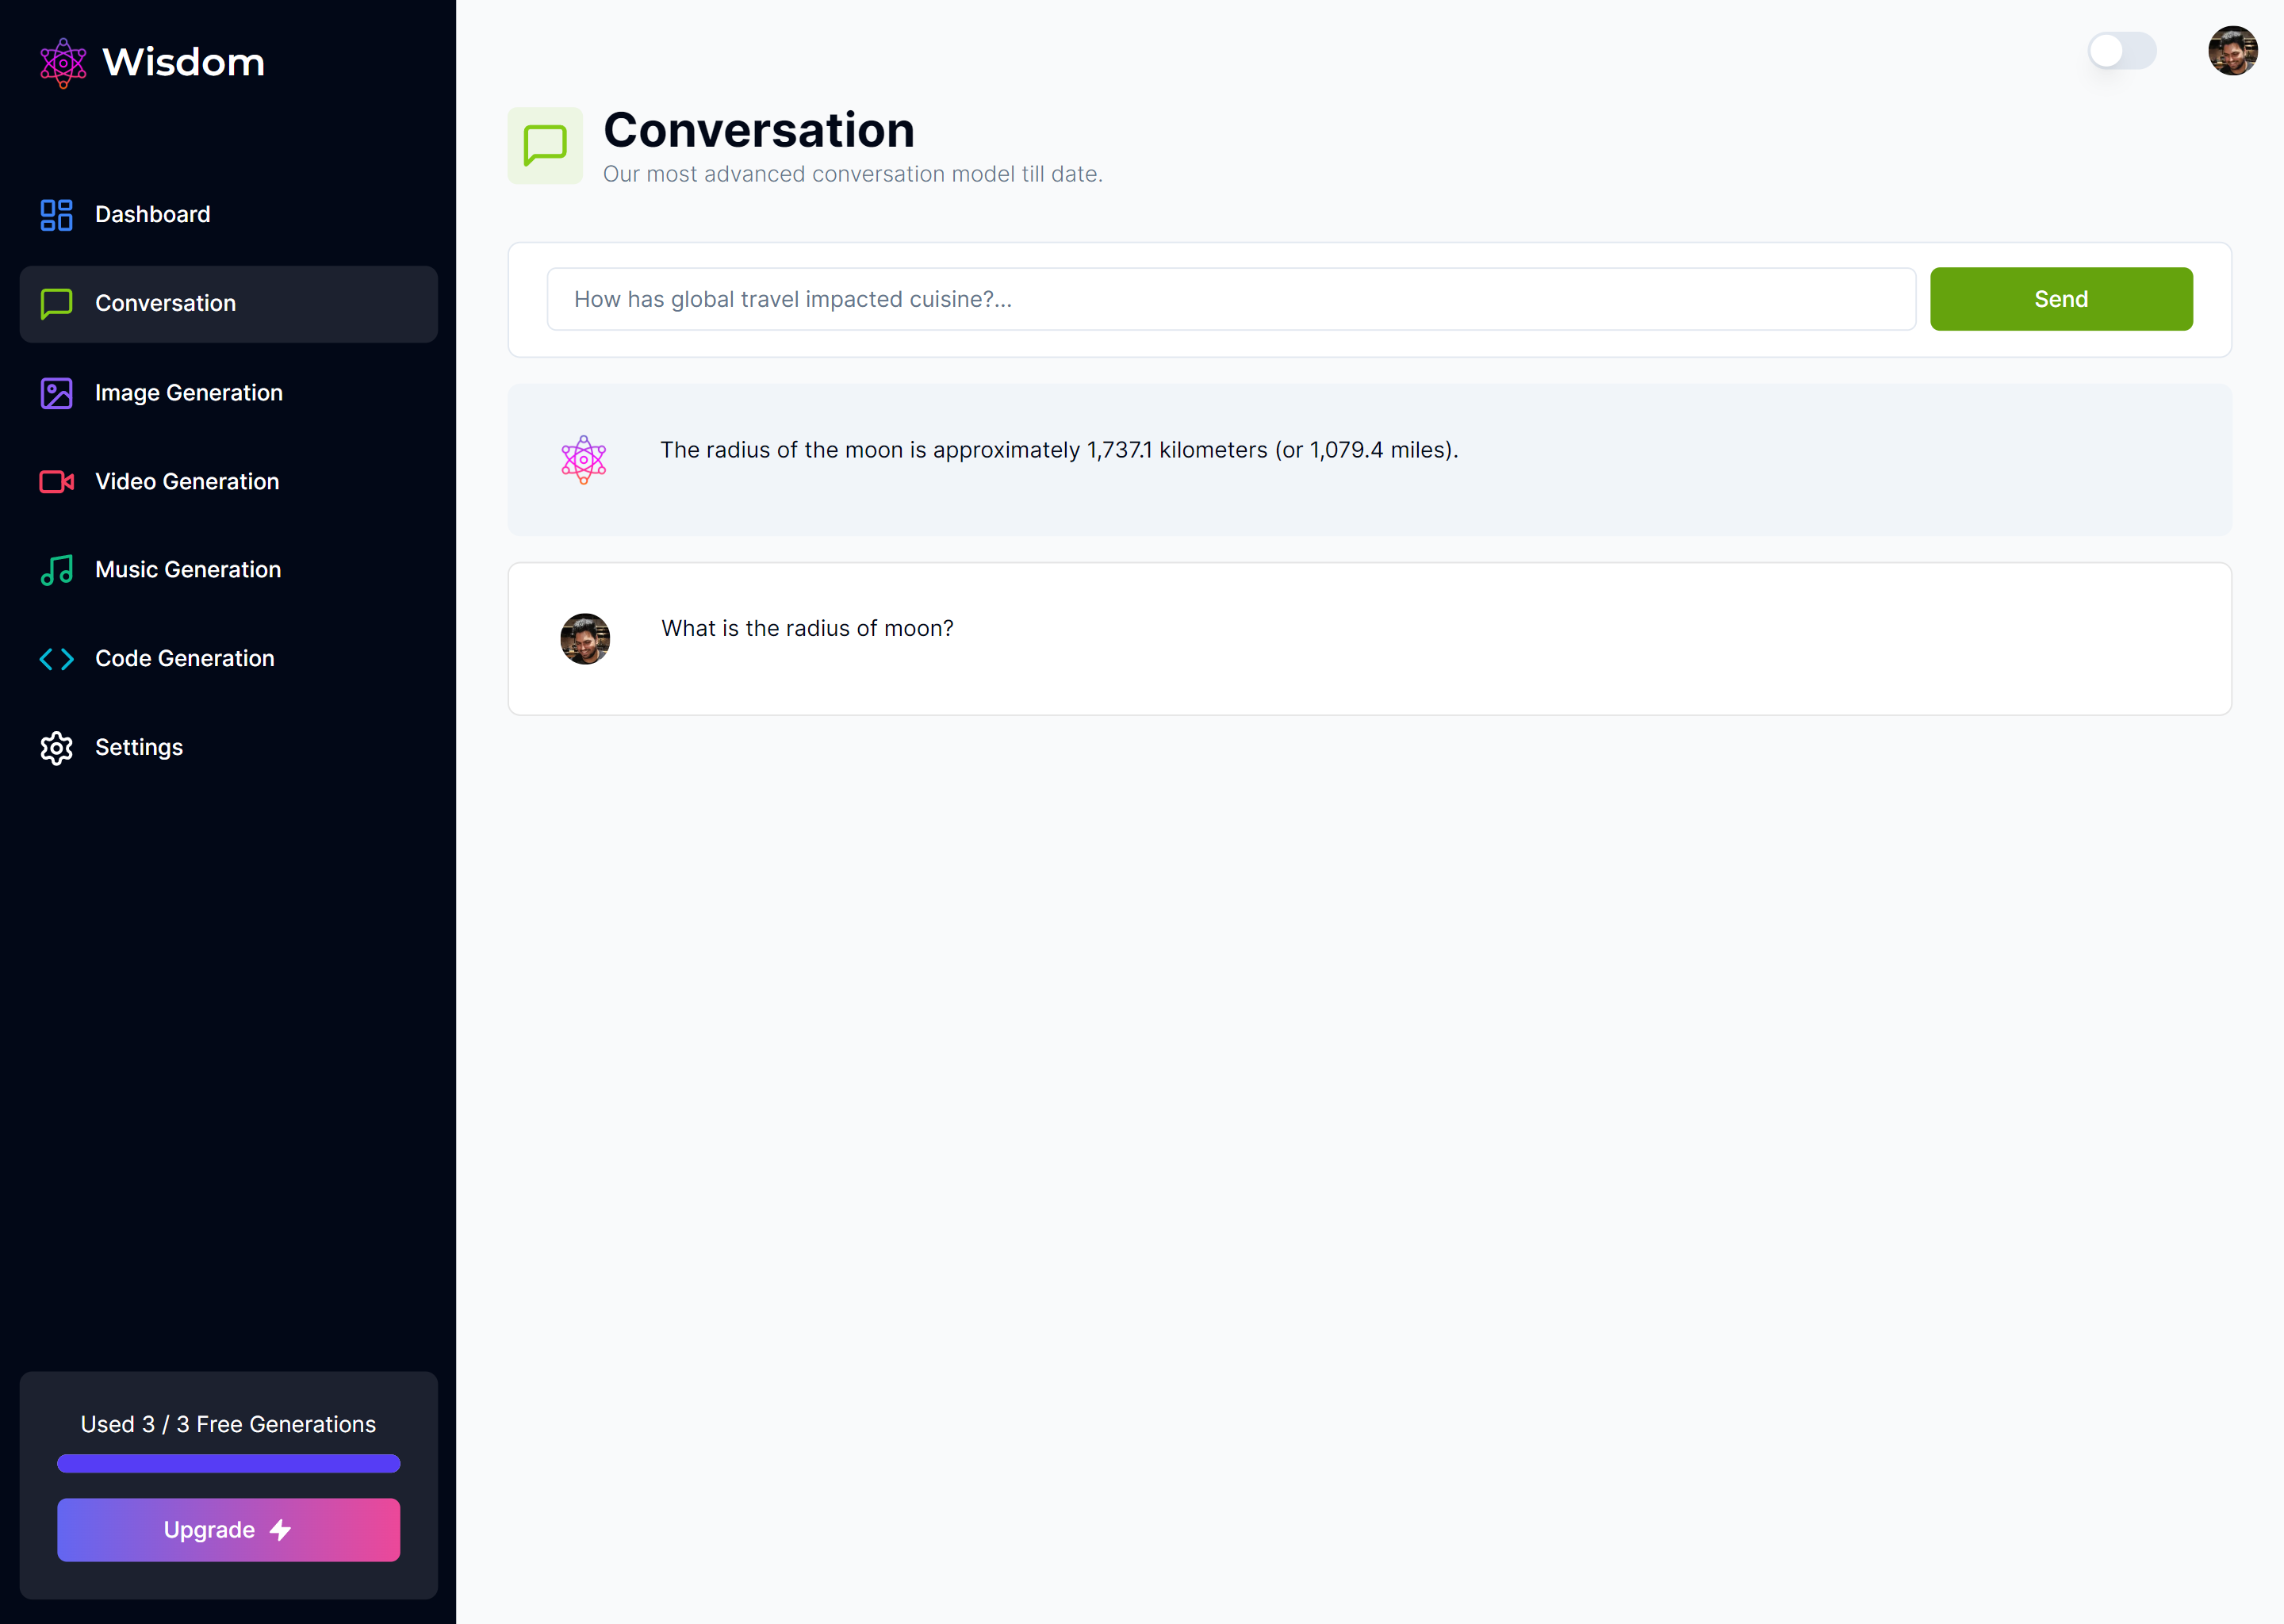 Wisdom
Dashboard
Conversation
Image Generation
Video Generation
Music Generation
Code Generation
Settings
Used 3 / 3 Free Generations
Upgrade
Conversation
Our most advanced conversation model till date.
How has global travel impacted cuisine?...
Send
The radius of the moon is approximately 1,737.1 kilometers (or 1,079.4 miles).
What is the radius of moon?